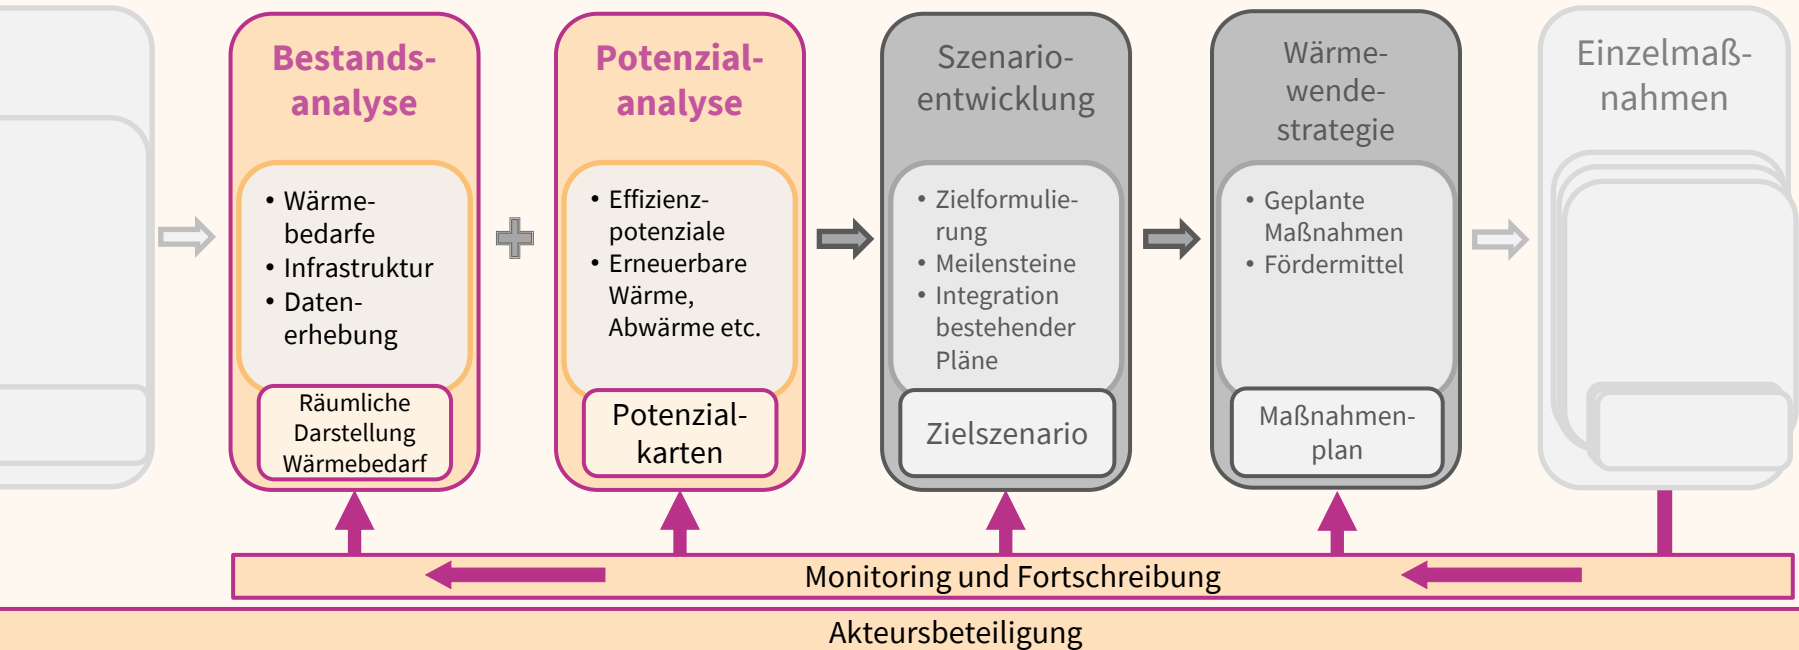 Bestands-
analyse
• Wärme-
bedarfe
• Infrastruktur
• Daten-
erhebung
Räumliche
Darstellung
Wärmebedarf
Potenzial-
analyse
• Effizienz-
potenziale
• Erneuerbare
Wärme,
Abwärme etc.
Potenzial-
karten
Szenario-
entwicklung
• Zielformulie-
rung
• Meilensteine
• Integration
bestehender
Pläne
Zielszenario
Wärme-
wende-
strategie
• Geplante
Maßnahmen
• Fördermittel
Maßnahmen-
plan
Einzelmaß-
nahmen
Monitoring und Fortschreibung
Akteursbeteiligung